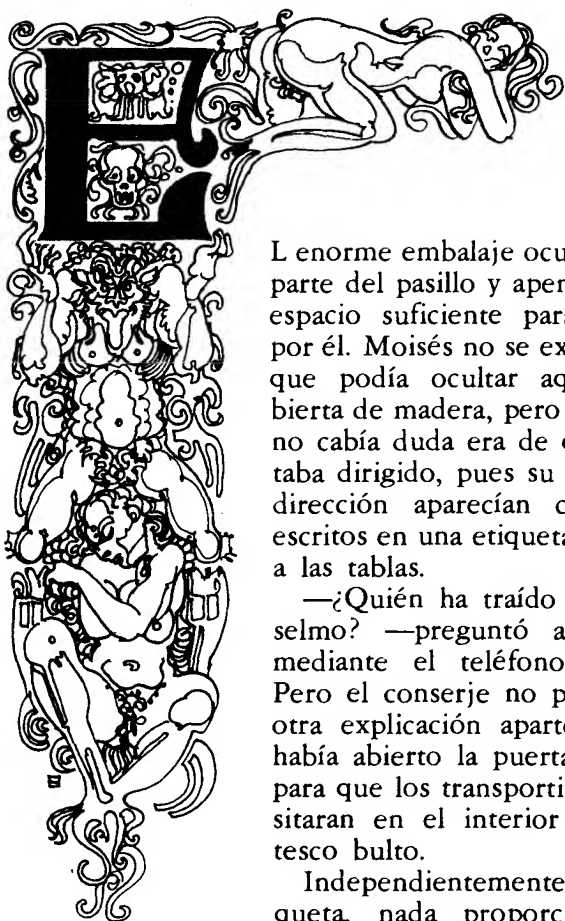 E
L enorme embalaje ocu
parte del pasillo y aper
espacio suficiente para
por él. Moisés no se ex
que podía ocultar aq
bierta de madera, pero
no cabía duda era de
taba dirigido, pues su
dirección aparecían c
escritos en una etiqueta
a las tablas.
—¿Quién ha traído
selmo? —preguntó a
mediante el teléfono
Pero el conserje no p
otra explicación aparte
había abierto la puerta
para que los transporti
sitaran en el interior
tesco bulto.
Independientemente
queta, nada proporc